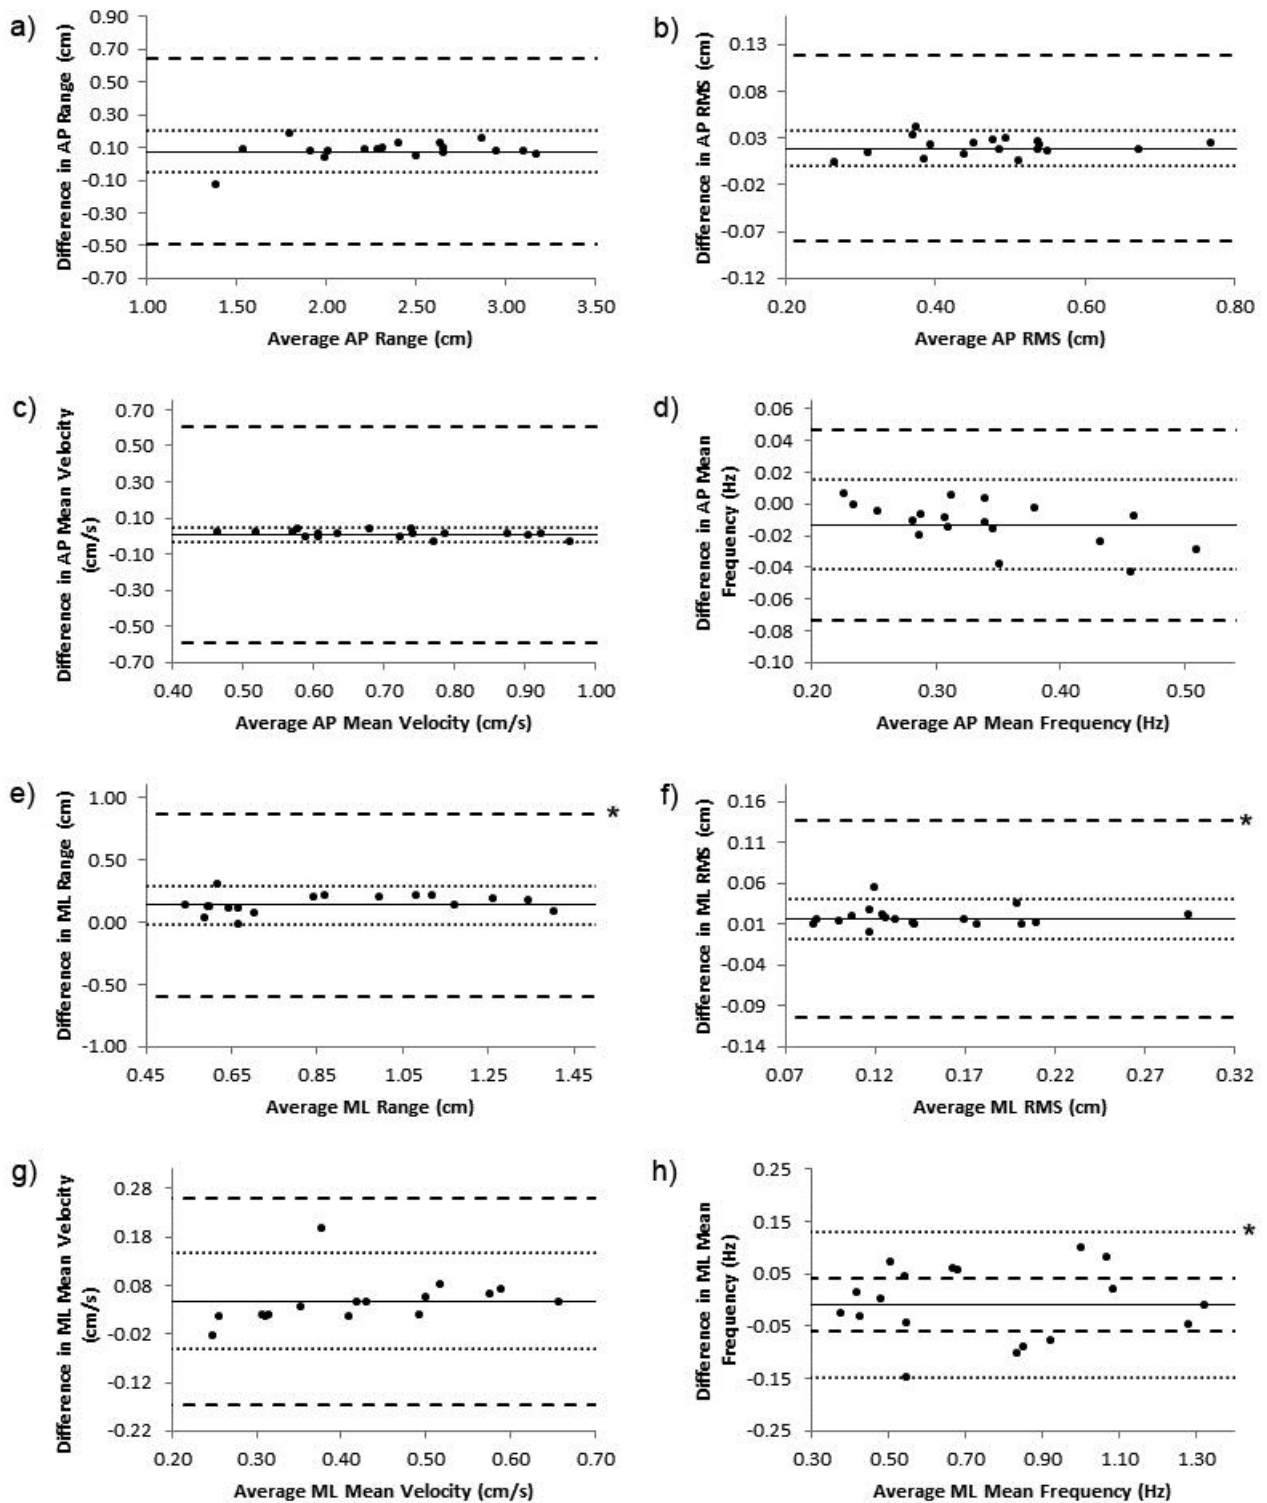 a)
Difference in AP Range (cm)
0.90
0.70
0.50
0.30
0.10
-0.10
-0.30
-0.50
-0.70
1.00 1.50 2.00 2.50 3.00 3.50
Average AP Range (cm)
b)
Difference in AP RMS (cm)
0.13
0.08
0.03
-0.02
-0.07
-0.12
0.20 0.40 0.60 0.80
Average AP RMS (cm)
c)
Difference in AP Mean Velocity
(cm/s)
0.70
0.50
0.30
0.10
-0.10
-0.30
-0.50
-0.70
0.40 0.50 0.60 0.70 0.80 0.90 1.00
Average AP Mean Velocity (cm/s)
d)
Difference in AP Mean
Frequency (Hz)
0.06
0.04
0.02
0.00
-0.02
-0.04
-0.06
-0.08
-0.10
0.20 0.30 0.40 0.50
Average AP Mean Frequency (Hz)
e)
Difference in ML Range (cm)
1.00
0.50
0.00
-0.50
-1.00
0.45 0.65 0.85 1.05 1.25 1.45
Average ML Range (cm)
*
f)
Difference in ML RMS (cm)
0.16
0.11
0.06
0.01
-0.04
-0.09
-0.14
0.07 0.12 0.17 0.22 0.27 0.32
Average ML RMS (cm)
*
g)
Difference in ML Mean Velocity
(cm/s)
0.28
0.18
0.08
-0.02
-0.12
-0.22
0.20 0.30 0.40 0.50 0.60 0.70
Average ML Mean Velocity (cm/s)
h)
Difference in ML Mean
Frequency (Hz)
0.25
0.15
0.05
-0.05
-0.15
-0.25
0.30 0.50 0.70 0.90 1.10 1.30
Average ML Mean Frequency (Hz)
*